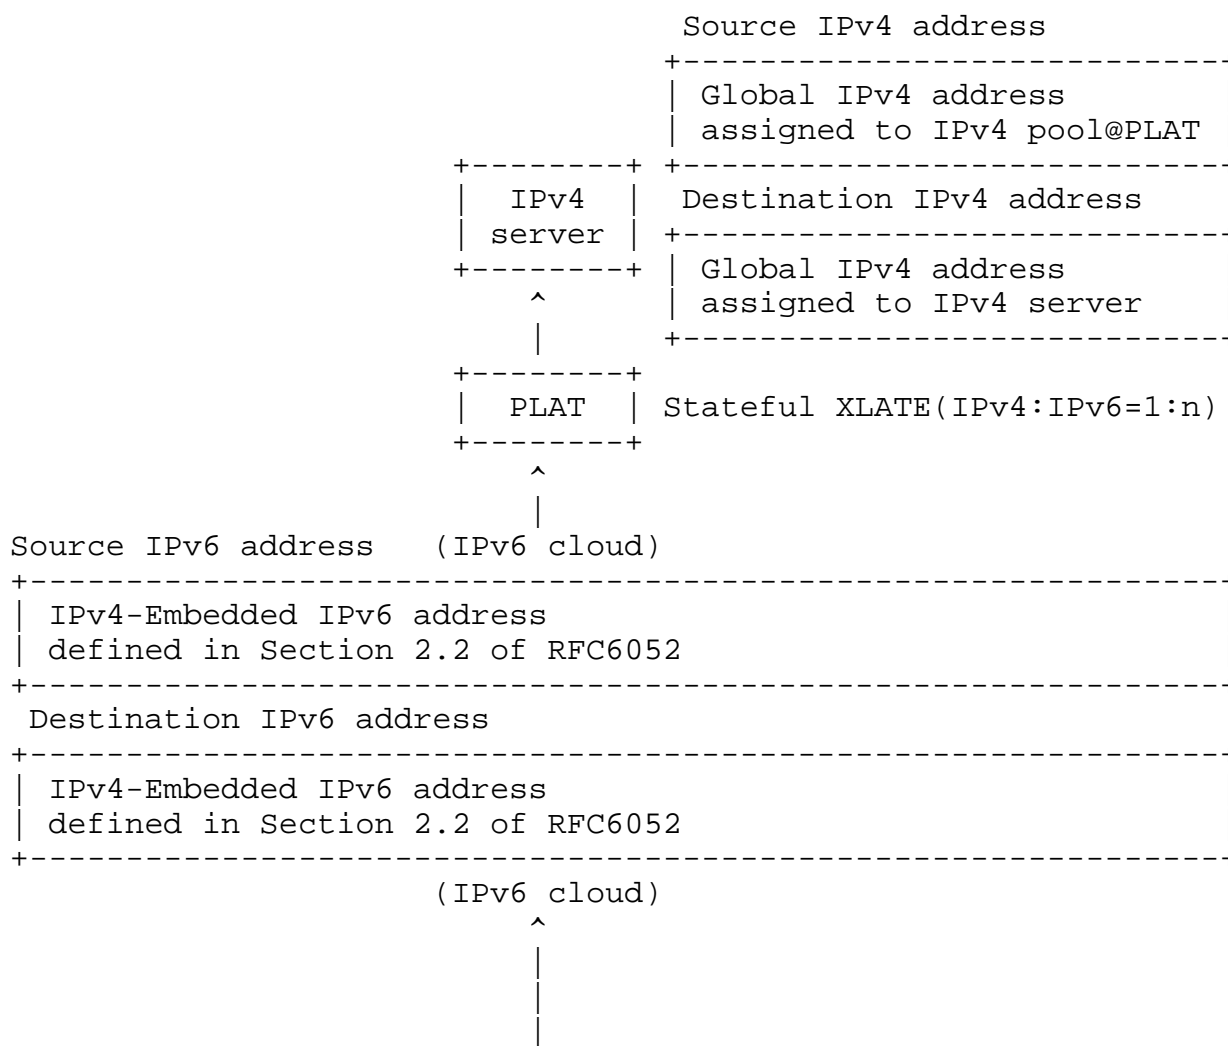 Source IPv4 address
+-----------------------------
| Global IPv4 address
| assigned to IPv4 pool@PLAT
+--------+ +-----------------------------
| IPv4 | Destination IPv4 address
| server | +-----------------------------
+--------+ | Global IPv4 address
^ | assigned to IPv4 server
| +-----------------------------
+--------+
| PLAT | Stateful XLATE(IPv4:IPv6=1:n)
+--------+
^
|
Source IPv6 address (IPv6 cloud)
+---------------------------------------------------------------
| IPv4-Embedded IPv6 address
| defined in Section 2.2 of RFC6052
+---------------------------------------------------------------
Destination IPv6 address
+---------------------------------------------------------------
| IPv4-Embedded IPv6 address
| defined in Section 2.2 of RFC6052
+---------------------------------------------------------------
(IPv6 cloud)
^
|
|
|